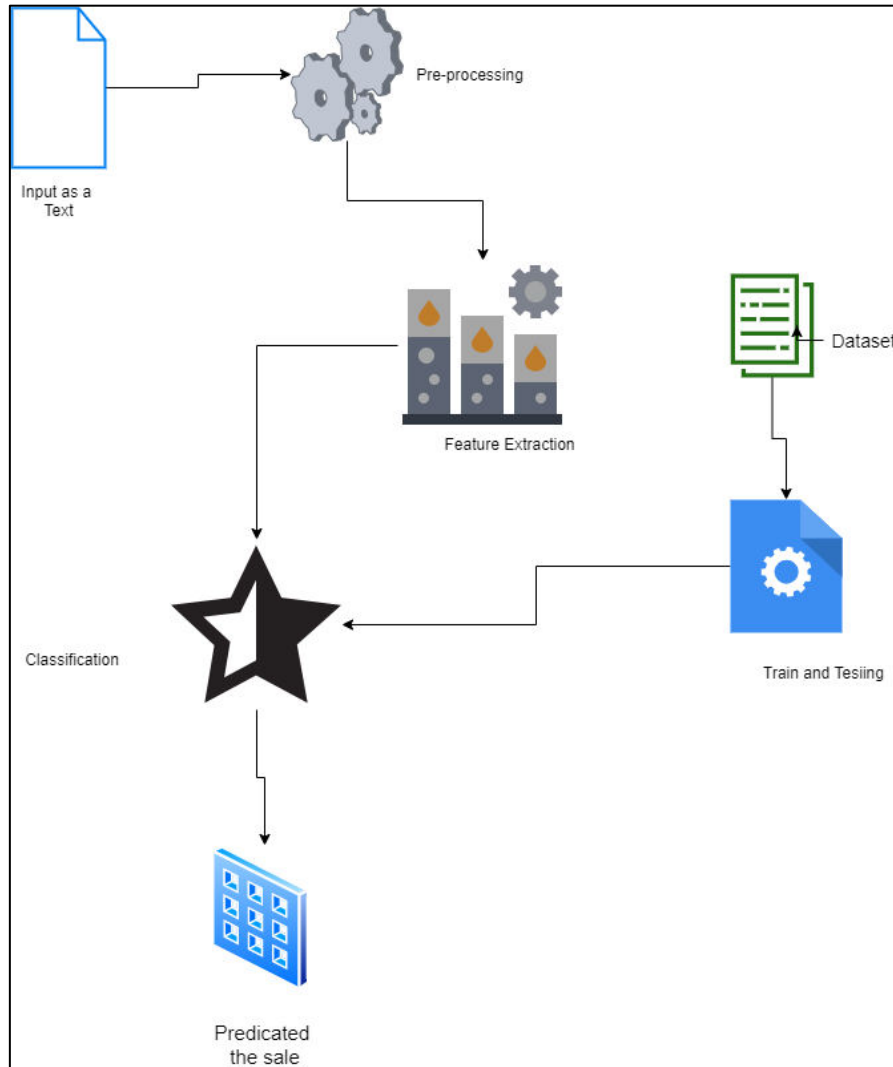 Pre-processing
Input as a
Text
Dataset
Feature Extraction
Classification
Train and Tesiing
Predicated
the sale